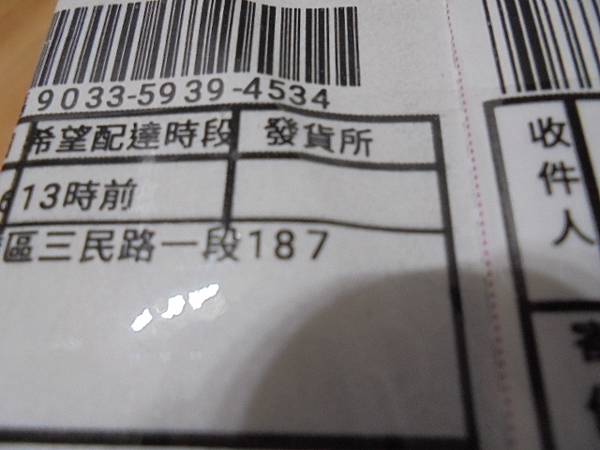 9033-5939-4534
希望配達時段 發貨所
13時前
區三民路一段187
收件人